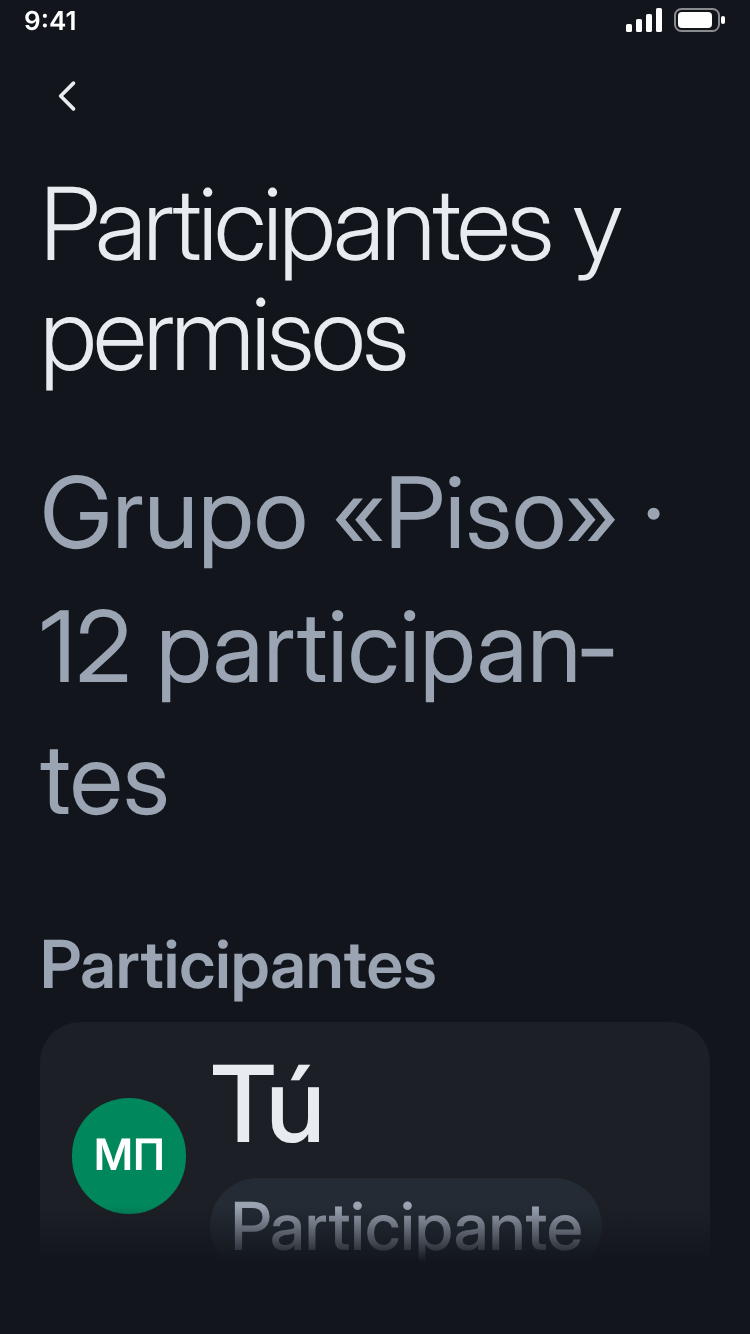 9:41
Participantes y
permisos
Grupo «Piso» ·
12 participan-
tes
Participantes
Tú
МП
Participante